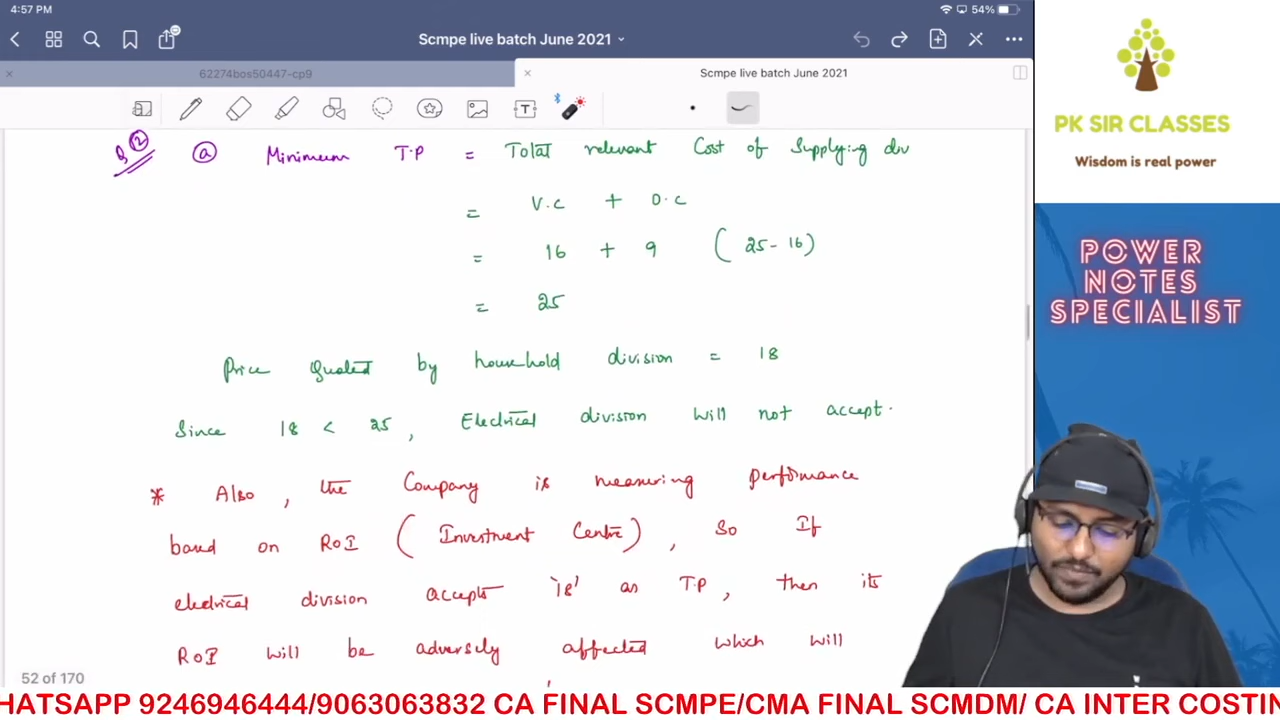 4:57 PM
54%
Scmpe live batch June 2021
62274bos50447-cp9
Scmpe live batch June 2021
Q ② ⓐ Minimum T.P = Total relevant Cost of Supplying div
= V.C + O.C
= 16 + 9 (25-16)
= 25
Price Quoted by household division = 18
Since 18 < 25, Electrical division will not accept.
* Also, the Company is measuring performance
based on ROI (Investment Centre), So If
electrical division accepts '18' as T.P, then its
ROI will be adversely affected which will
52 of 170
PK SIR CLASSES
Wisdom is real power
POWER
NOTES
SPECIALIST
HATSAPP 9246946444/9063063832 CA FINAL SCMPE/CMA FINAL SCMDM/ CA INTER COSTIN